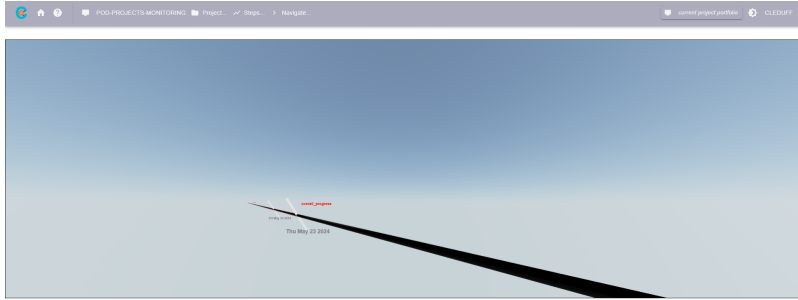 POD-PROJECTS-MONITORING Project... Steps... Navigate... current project portfolio CLEDUFF
overall_progress
Thu May 23 2024